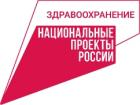 ЗДРАВООХРАНЕНИЕ
НАЦИОНАЛЬНЫЕ
ПРОЕКТЫ
РОССИИ